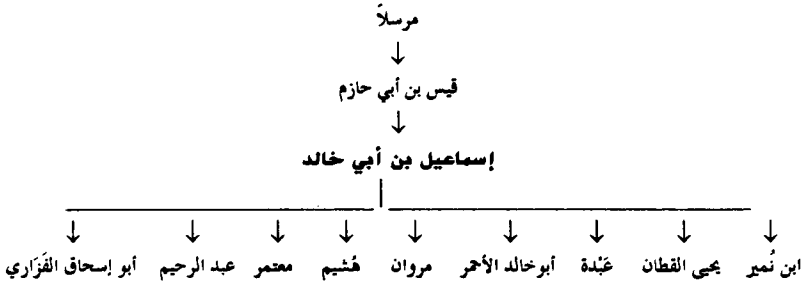 مرسلاً
قيس بن أبي حازم
إسماعيل بن أبي خالد
ابن نُمير يحيى القطان عَبْدة أبوخالد الأحمر مروان هُشيم معتمر عبد الرحيم أبو إسحاق الفَزَاري